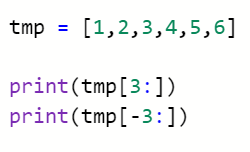 tmp = [1,2,3,4,5,6]
print(tmp[3:])
print(tmp[-3:])